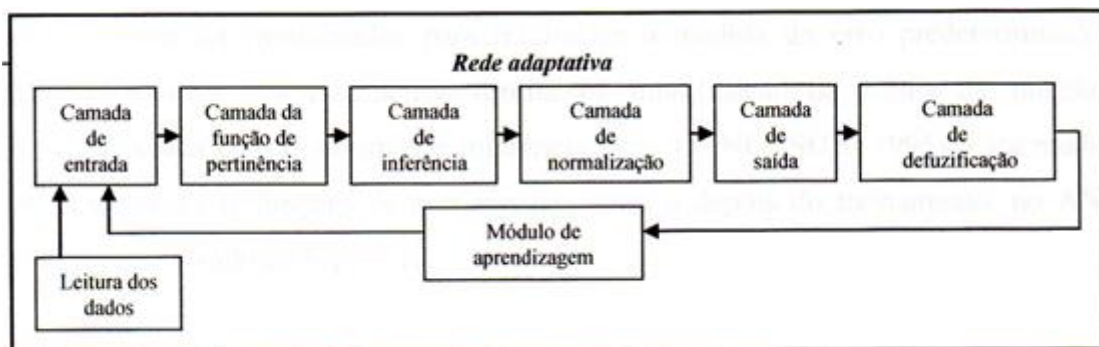 Rede adaptativa
Camada
de
entrada
Camada da
função de
pertinência
Camada
de
inferência
Camada
de
normalização
Camada
de
saída
Camada
de
defuzificação
Módulo de
aprendizagem
Leitura dos
dados